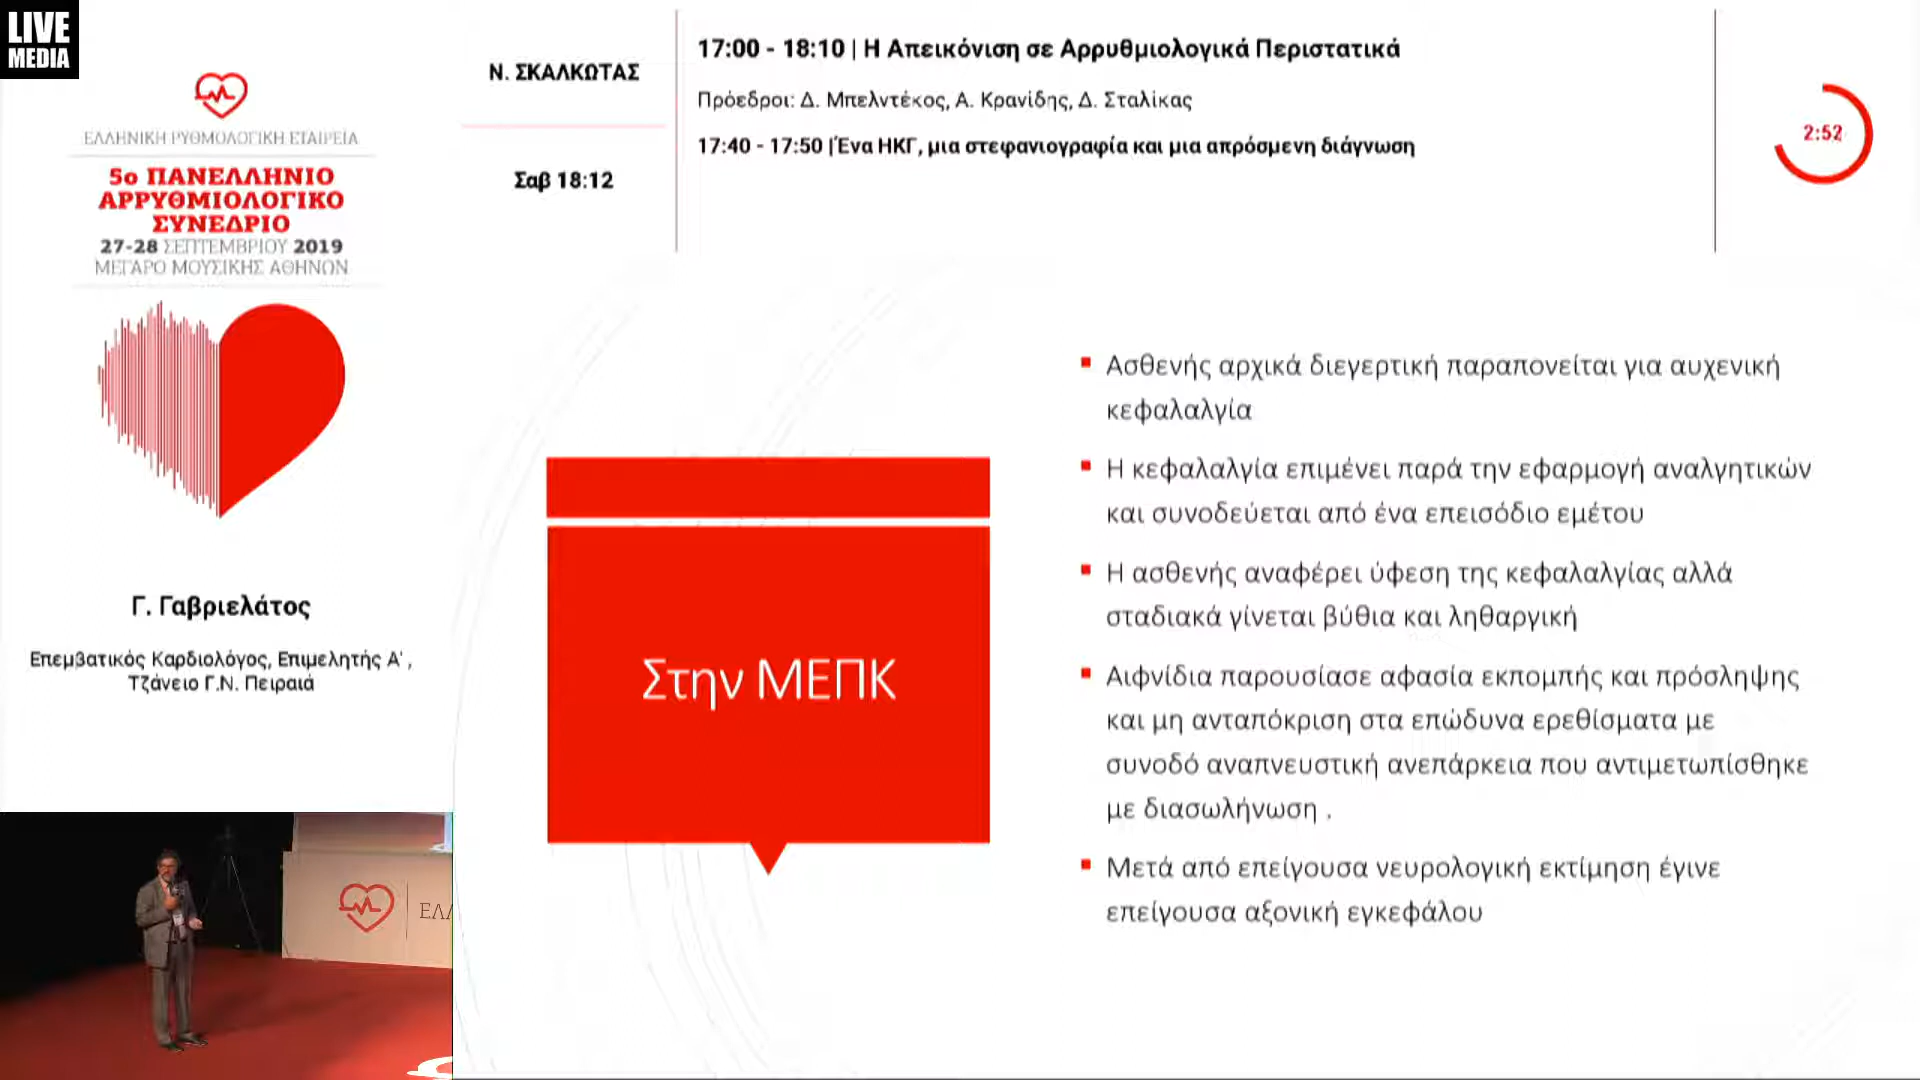 LIVE
MEDIA
ΕΛΛΗΝΙΚΗ ΡΥΘΜΟΛΟΓΙΚΗ ΕΤΑΙΡΕΙΑ
5ο ΠΑΝΕΛΛΗΝΙΟ
ΑΡΡΥΘΜΙΟΛΟΓΙΚΟ
ΣΥΝΕΔΡΙΟ
27-28 ΣΕΠΤΕΜΒΡΙΟΥ 2019
ΜΕΓΑΡΟ ΜΟΥΣΙΚΗΣ ΑΘΗΝΩΝ
Γ. Γαβριελάτος
Επεμβατικός Καρδιολόγος, Επιμελητής Α' ,
Τζάνειο Γ.Ν. Πειραιά
Ν. ΣΚΑΛΚΩΤΑΣ
Σαβ 18:12
17:00 - 18:10 | Η Απεικόνιση σε Αρρυθμιολογικά Περιστατικά
Πρόεδροι: Δ. Μπελντέκος, Α. Κρανίδης, Δ. Σταλίκας
17:40 - 17:50 |Ένα ΗΚΓ, μια στεφανιογραφία και μια απρόσμενη διάγνωση
2:52
Στην ΜΕΠΚ
▪ Ασθενής αρχικά διεγερτική παραπονείται για αυχενική
κεφαλαλγία
▪ Η κεφαλαλγία επιμένει παρά την εφαρμογή αναλγητικών
και συνοδεύεται από ένα επεισόδιο εμέτου
▪ Η ασθενής αναφέρει ύφεση της κεφαλαλγίας αλλά
σταδιακά γίνεται βύθια και ληθαργική
▪ Αιφνίδια παρουσίασε αφασία εκπομπής και πρόσληψης
και μη ανταπόκριση στα επώδυνα ερεθίσματα με
συνοδό αναπνευστική ανεπάρκεια που αντιμετωπίσθηκε
με διασωλήνωση .
▪ Μετά από επείγουσα νευρολογική εκτίμηση έγινε
επείγουσα αξονική εγκεφάλου
ΕΛΛ